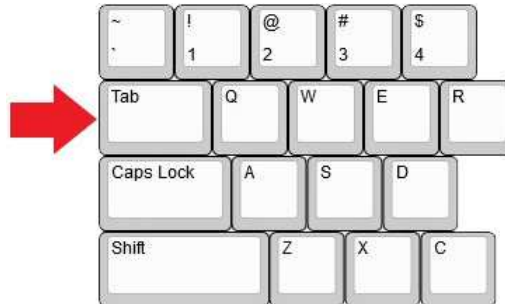 ~ ! @ # $
` 1 2 3 4
Tab Q W E R
Caps Lock A S D
Shift Z X C